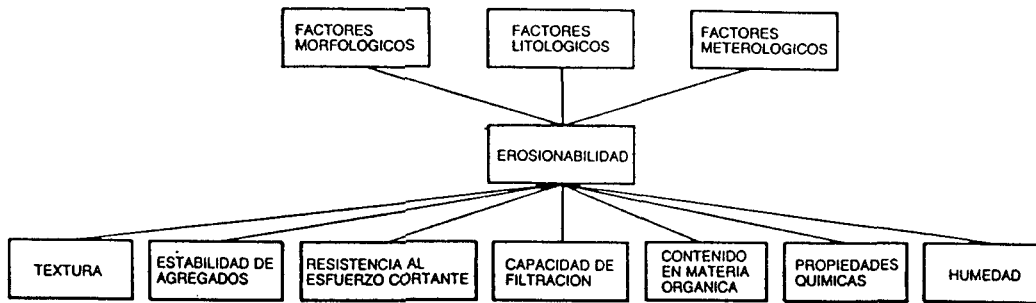 FACTORES
MORFOLOGICOS
FACTORES
LITOLOGICOS
FACTORES
METEROLOGICOS
EROSIONABILIDAD
TEXTURA
ESTABILIDAD DE
AGREGADOS
RESISTENCIA AL
ESFUERZO CORTANTE
CAPACIDAD DE
FILTRACION
CONTENIDO
EN MATERIA
ORGANICA
PROPIEDADES
QUIMICAS
HUMEDAD